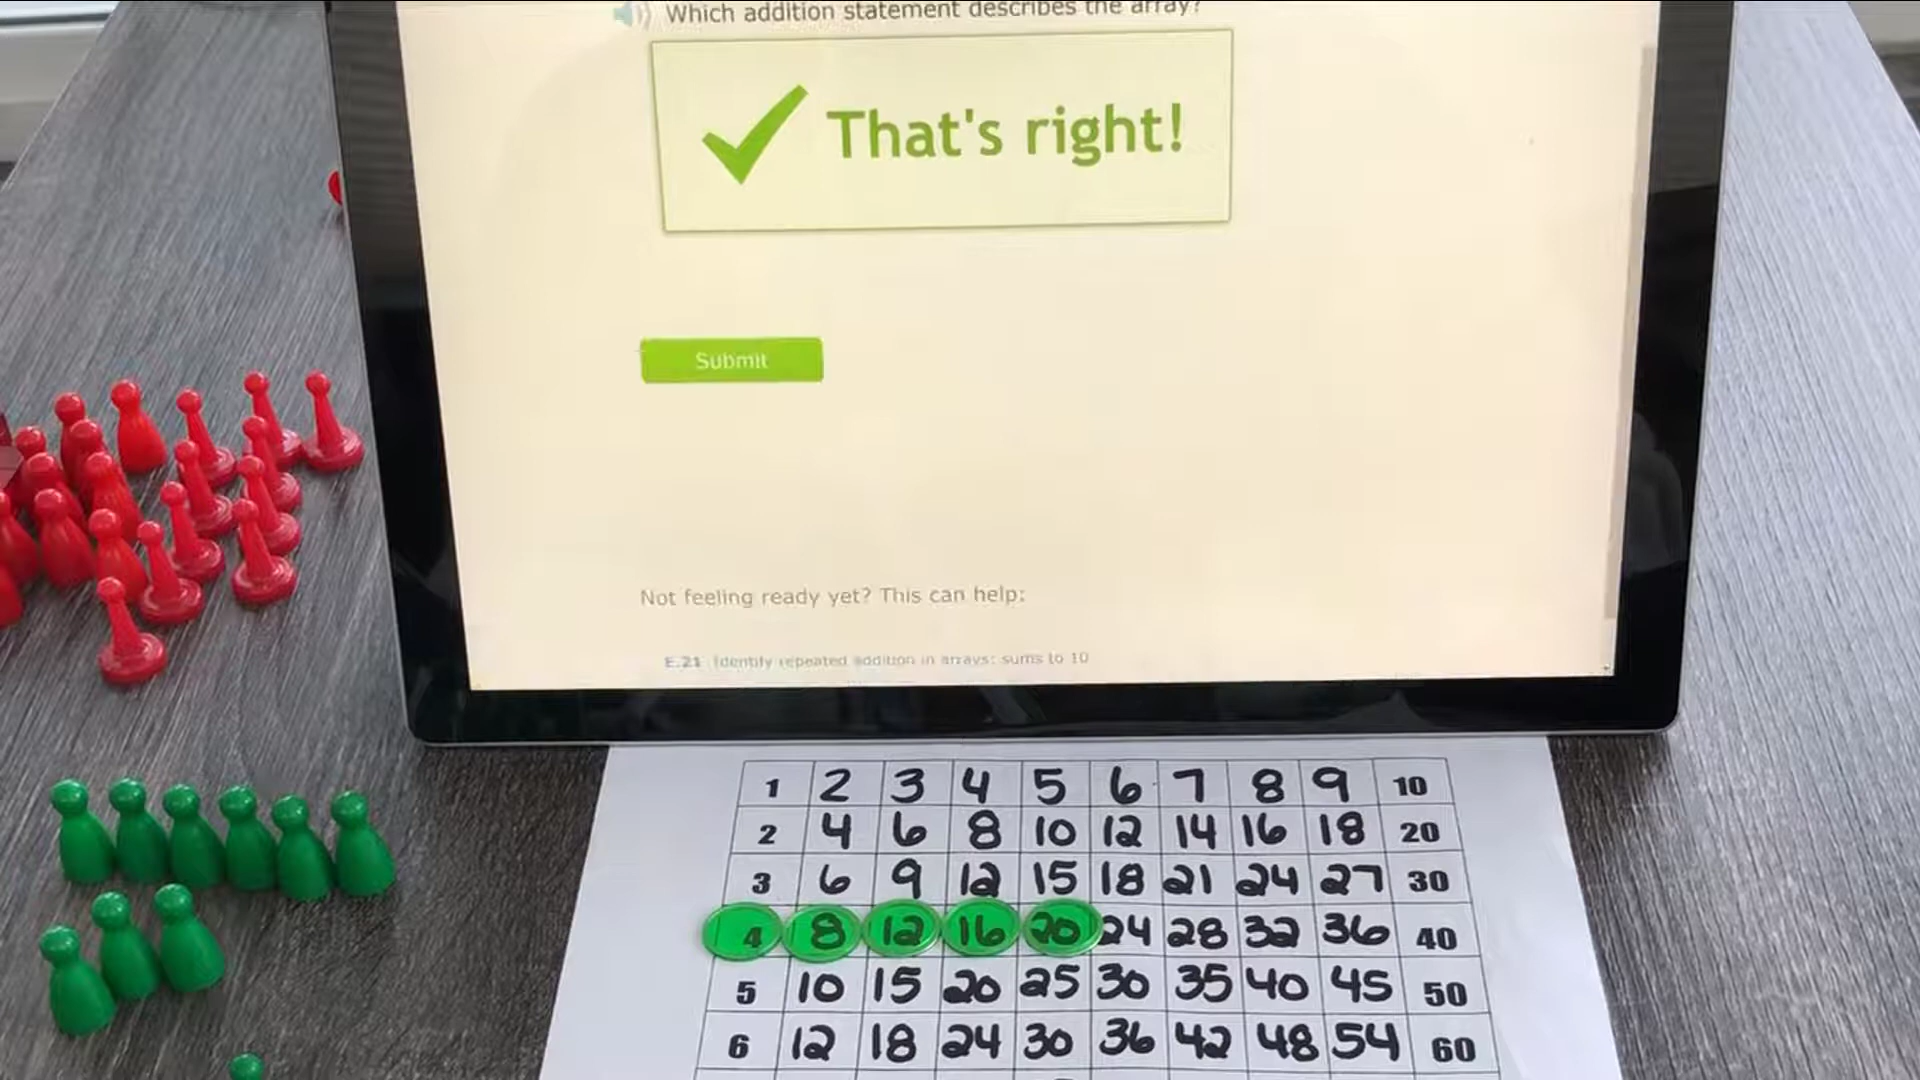 Which addition statement describes the array?
That's right!
Submit
Not feeling ready yet? This can help:
E.21 Identify repeated addition in arrays: sums to 10
1 2 3 4 5 6 7 8 9 10
2 4 6 8 10 12 14 16 18 20
3 6 9 12 15 18 21 24 27 30
4 8 12 16 20 24 28 32 36 40
5 10 15 20 25 30 35 40 45 50
6 12 18 24 30 36 42 48 54 60